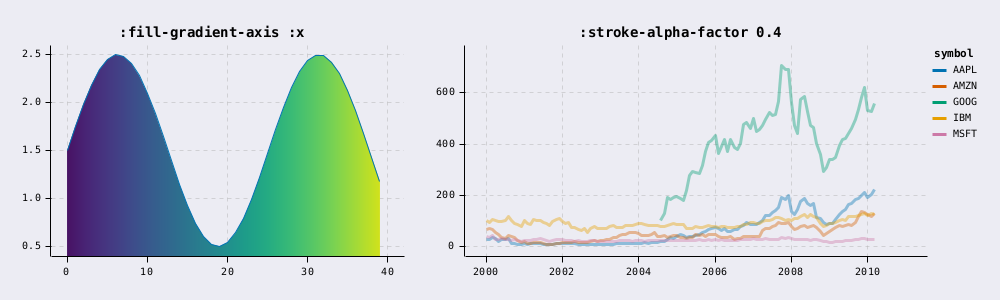 :fill-gradient-axis :x
2.5
2.0
1.5
1.0
0.5
0 10 20 30 40
:stroke-alpha-factor 0.4
600
400
200
0
2000 2002 2004 2006 2008 2010
symbol
AAPL
AMZN
GOOG
IBM
MSFT